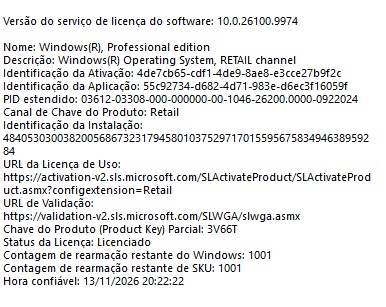 Versão do serviço de licença do software: 10.0.26100.9974
Nome: Windows(R), Professional edition
Descrição: Windows(R) Operating System, RETAIL channel
Identificação da Ativação: 4de7cb65-cdf1-4de9-8ae8-e3cce27b9f2c
Identificação da Aplicação: 55c92734-d682-4d71-983e-d6ec3f16059f
PID estendido: 03612-03308-000-000000-00-1046-26200.0000-0922024
Canal de Chave do Produto: Retail
Identificação da Instalação:
4840530300382005686732317945801037529717015595675834946389592
84
URL da Licença de Uso:
https://activation-v2.sls.microsoft.com/SLActivateProduct/SLActivateProd
uct.asmx?configextension=Retail
URL de Validação:
https://validation-v2.sls.microsoft.com/SLWGA/slwga.asmx
Chave do Produto (Product Key) Parcial: 3V66T
Status da Licença: Licenciado
Contagem de rearmação restante do Windows: 1001
Contagem de rearmação restante de SKU: 1001
Hora confiável: 13/11/2026 20:22:22